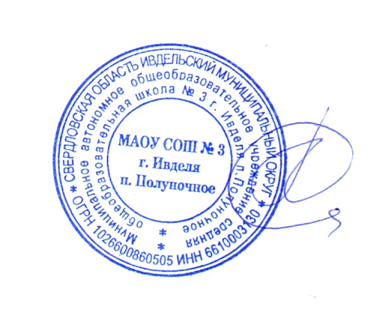 * СВЕРДЛОВСКАЯ ОБЛАСТЬ ИВДЕЛЬСКИЙ МУНИЦИПАЛЬНЫЙ ОКРУГ *
ОГРН 1026600860505 ИНН 6610003130
Муниципальное автономное общеобразовательное учреждение средняя
общеобразовательная школа № 3 г. Ивделя п. Полуночное
МАОУ СОШ № 3
г. Ивделя
п. Полуночное